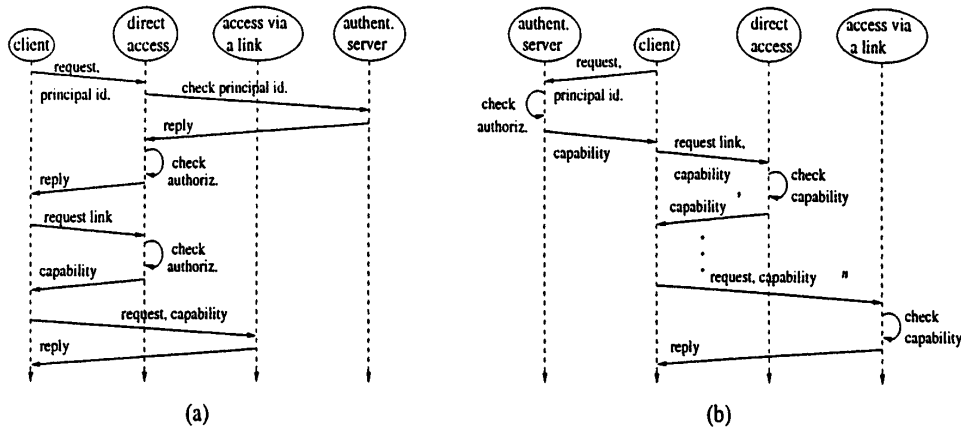 client
direct
access
access via
a link
authent.
server
request,
principal id.
check principal id.
reply
check
authoriz.
reply
request link
check
authoriz.
capability
request, capability
reply
(a)
authent.
server
client
direct
access
access via
a link
request,
principal id.
check
authoriz.
capability
request link,
capability
check
capability
capability '
.
.
.
request, capability "
check
capability
reply
(b)